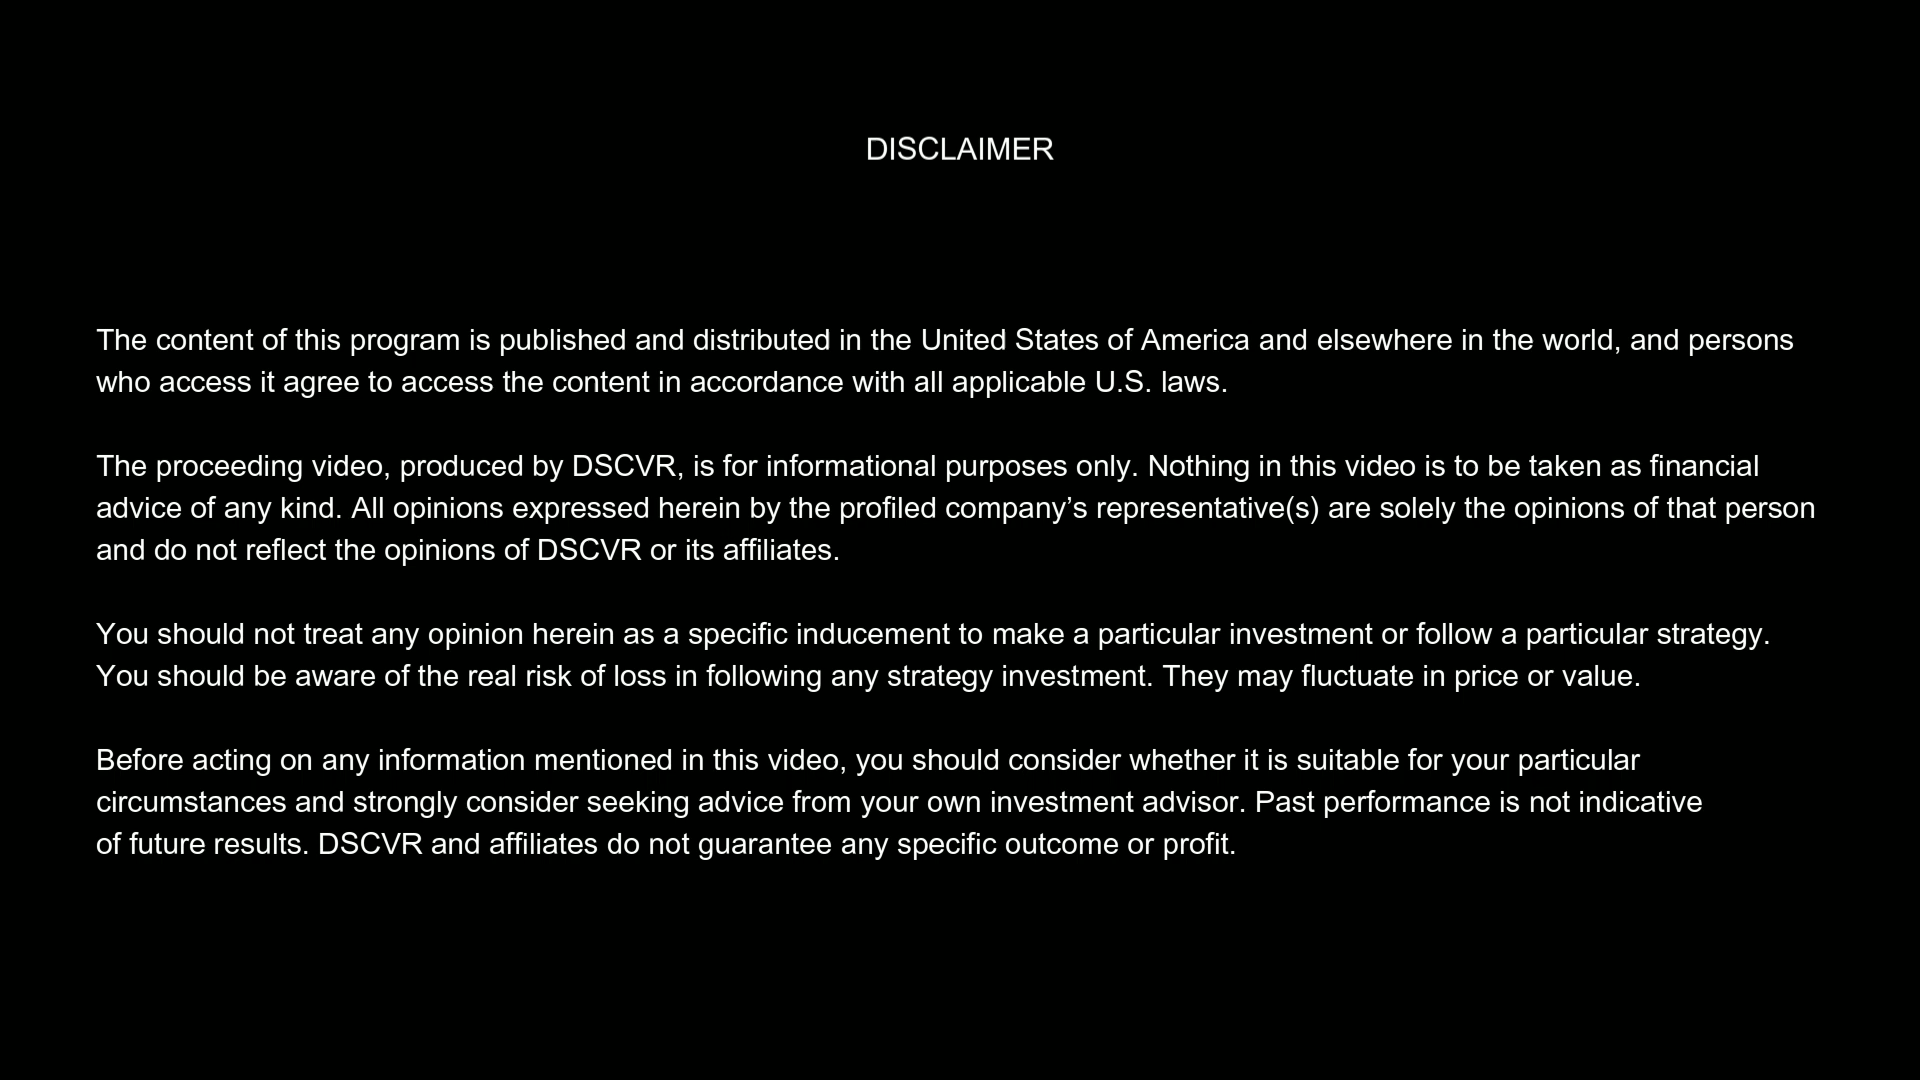 DISCLAIMER
The content of this program is published and distributed in the United States of America and elsewhere in the world, and persons
who access it agree to access the content in accordance with all applicable U.S. laws.
The proceeding video, produced by DSCVR, is for informational purposes only. Nothing in this video is to be taken as financial
advice of any kind. All opinions expressed herein by the profiled company’s representative(s) are solely the opinions of that person
and do not reflect the opinions of DSCVR or its affiliates.
You should not treat any opinion herein as a specific inducement to make a particular investment or follow a particular strategy.
You should be aware of the real risk of loss in following any strategy investment. They may fluctuate in price or value.
Before acting on any information mentioned in this video, you should consider whether it is suitable for your particular
circumstances and strongly consider seeking advice from your own investment advisor. Past performance is not indicative
of future results. DSCVR and affiliates do not guarantee any specific outcome or profit.